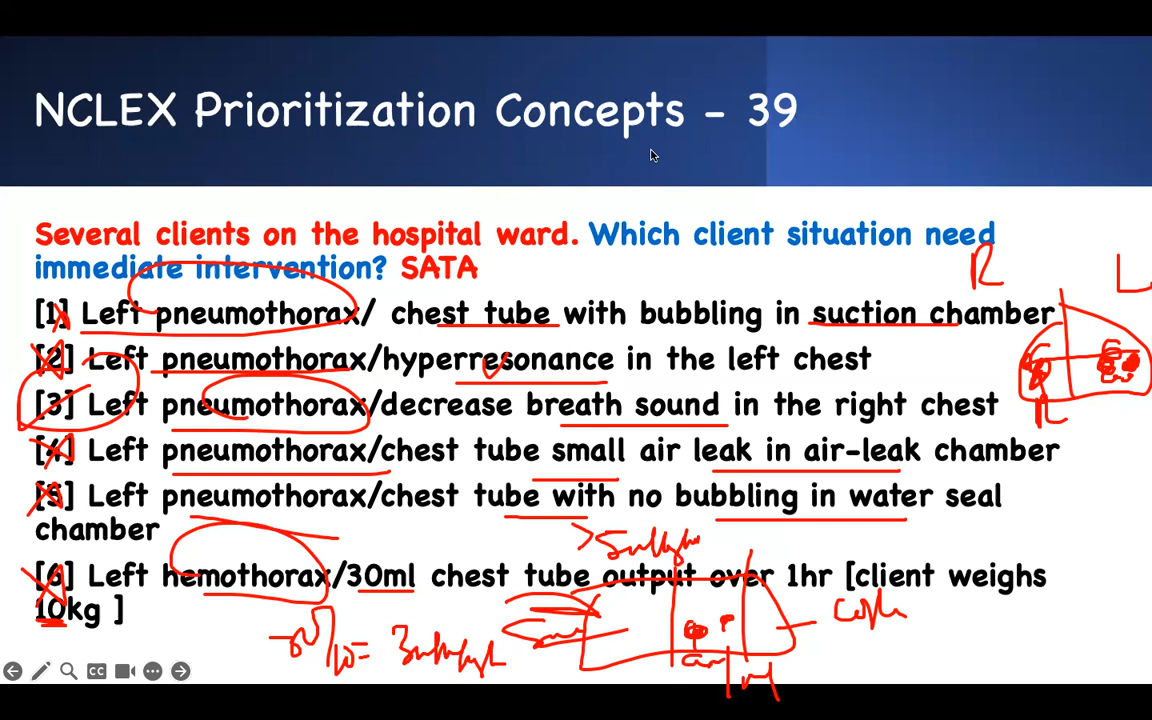 NCLEX Prioritization Concepts - 39
Several clients on the hospital ward. Which client situation need
immediate intervention? SATA
[1] Left pneumothorax/ chest tube with bubbling in suction chamber
[2] Left pneumothorax/hyperresonance in the left chest
[3] Left pneumothorax/decrease breath sound in the right chest
[4] Left pneumothorax/chest tube small air leak in air-leak chamber
[5] Left pneumothorax/chest tube with no bubbling in water seal
chamber
[6] Left hemothorax/30ml chest tube output over 1hr [client weighs
10kg ]
R L
R
CC